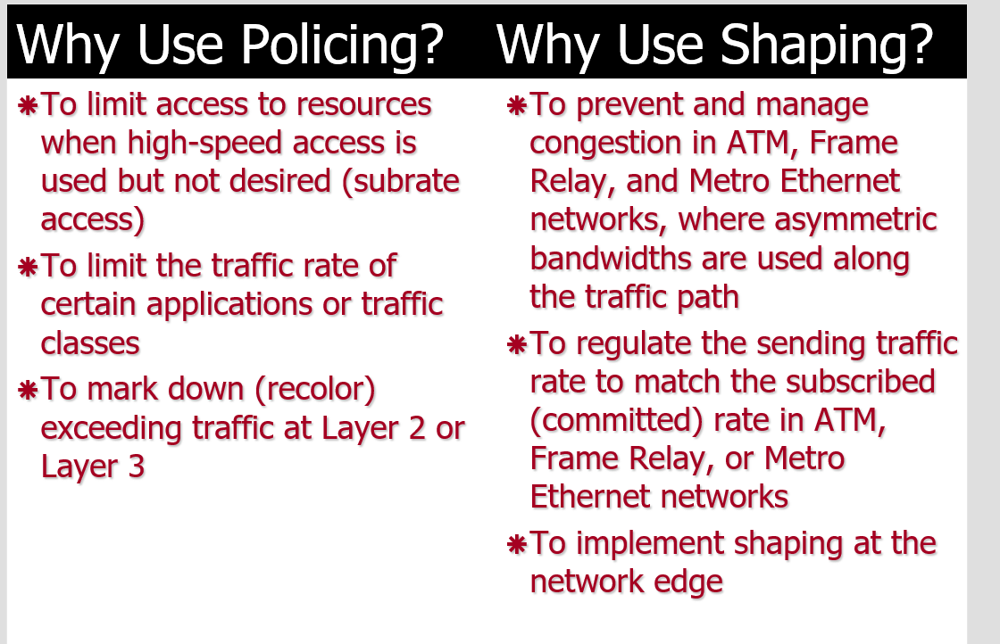 Why Use Policing?
Why Use Shaping?
⁕To limit access to resources
when high-speed access is
used but not desired (subrate
access)
⁕To limit the traffic rate of
certain applications or traffic
classes
⁕To mark down (recolor)
exceeding traffic at Layer 2 or
Layer 3
⁕To prevent and manage
congestion in ATM, Frame
Relay, and Metro Ethernet
networks, where asymmetric
bandwidths are used along
the traffic path
⁕To regulate the sending traffic
rate to match the subscribed
(committed) rate in ATM,
Frame Relay, or Metro
Ethernet networks
⁕To implement shaping at the
network edge